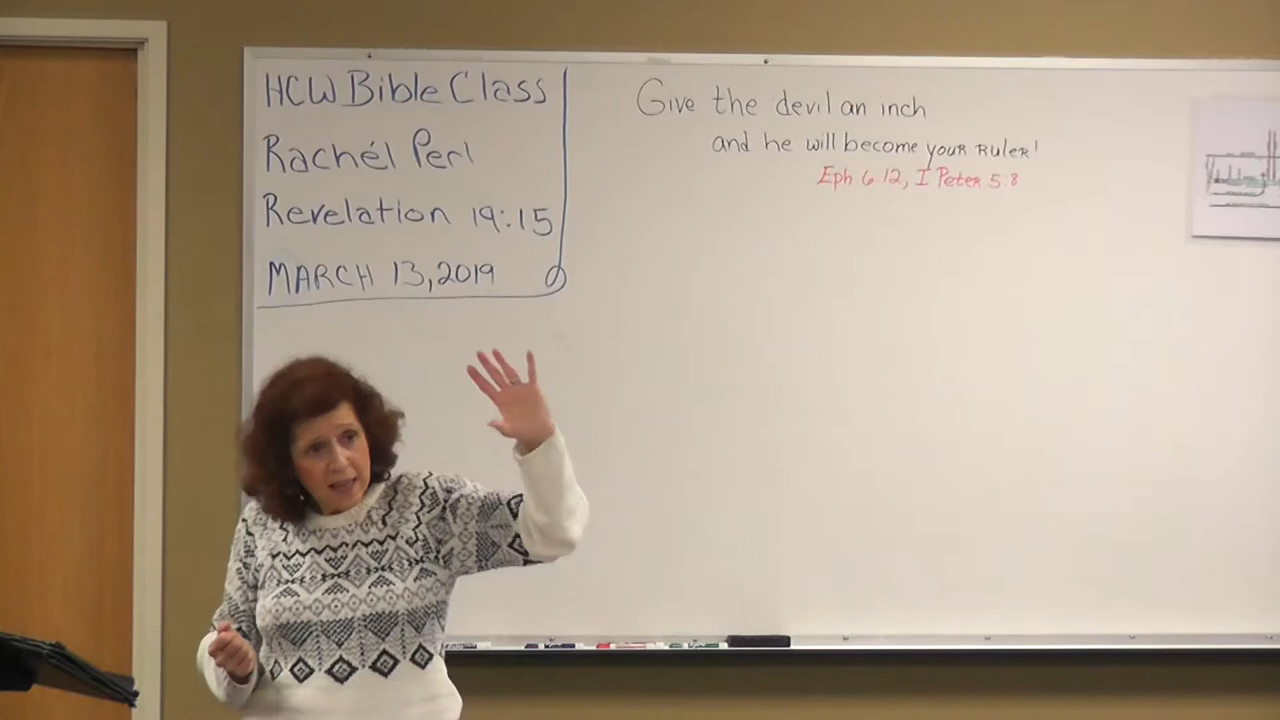 HCW Bible Class
Rachél Perl
Revelation 19:15
MARCH 13,2019
Give the devil an inch
and he will become your RuleR!
Eph 6.12, I PeteR 5.8